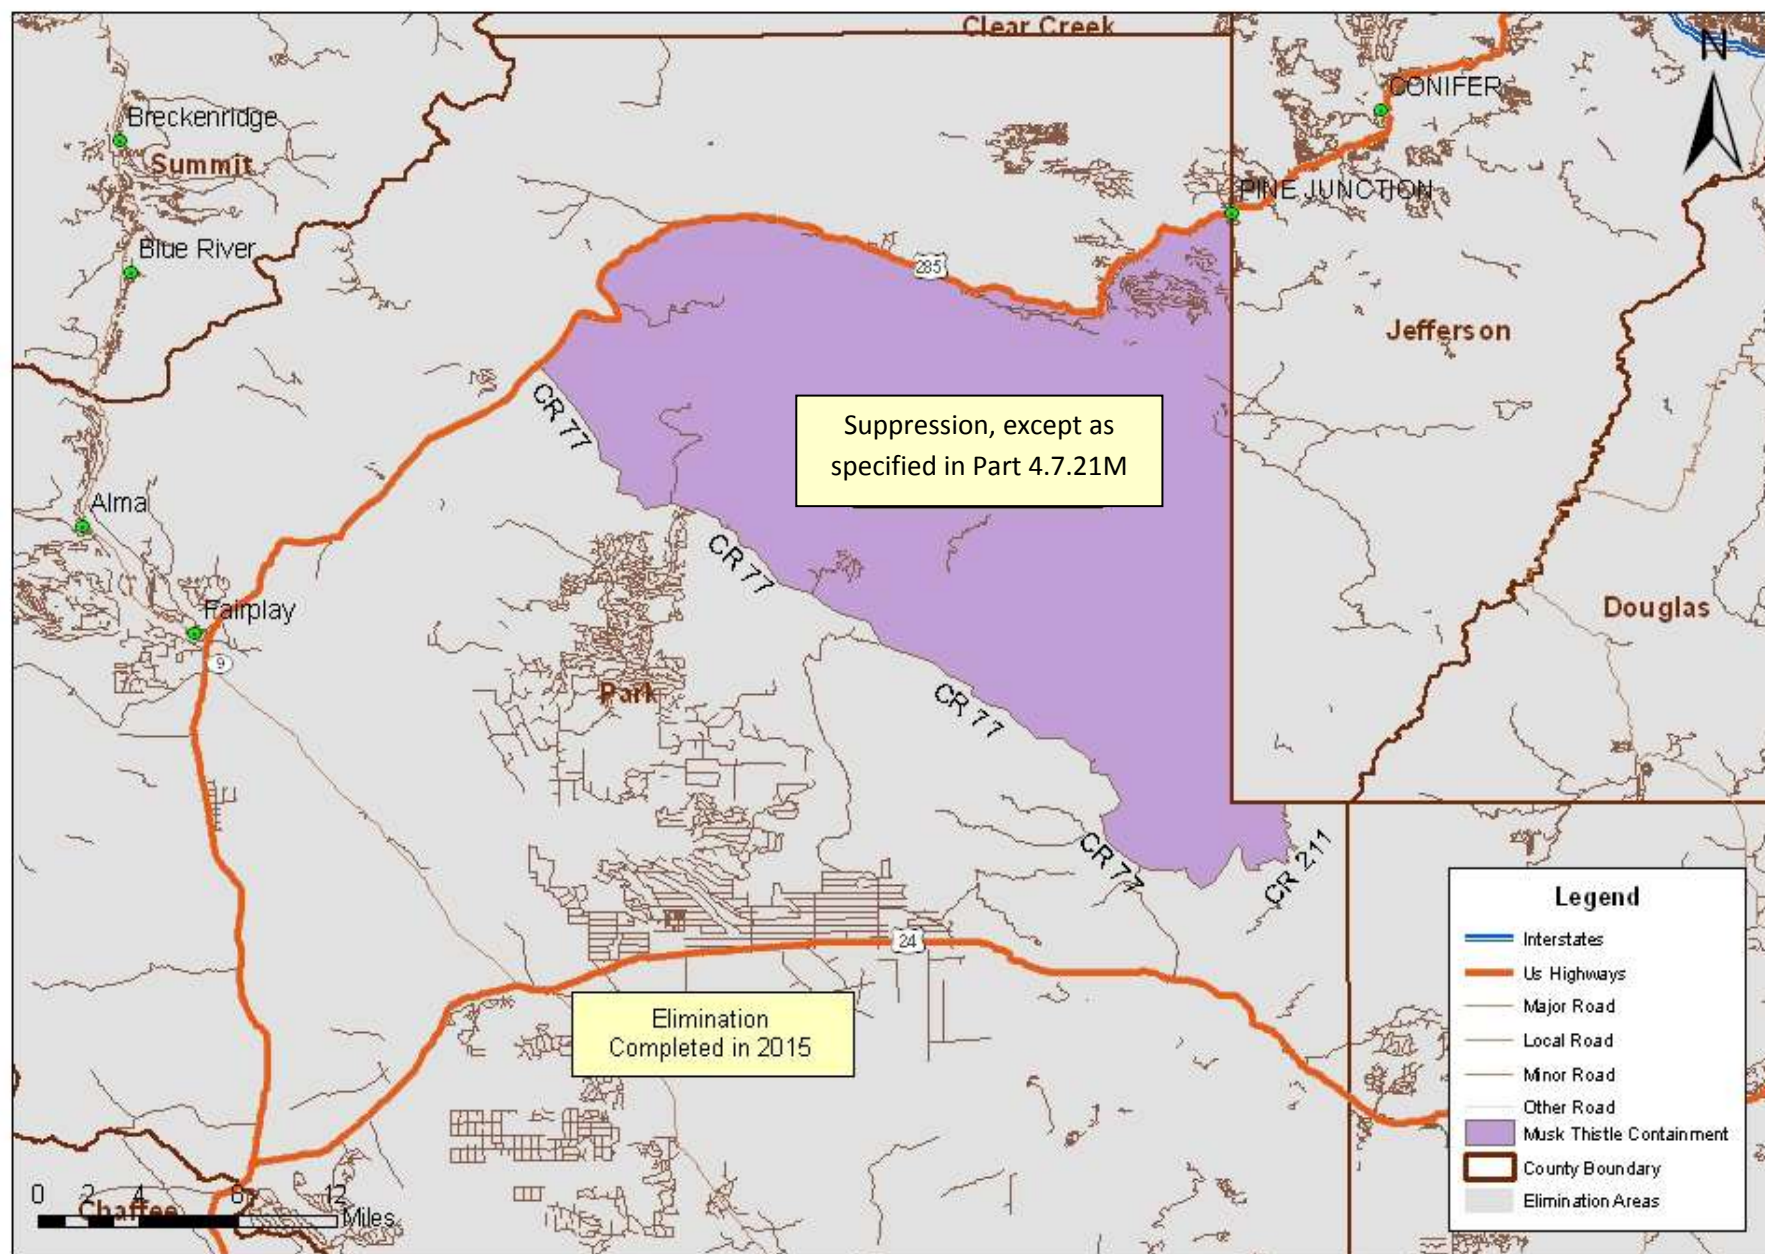 Clear Creek
N
CONIFER
Breckenridge
Summit
PINE JUNCTION
Blue River
285
Jefferson
CR 77
Suppression, except as
specified in Part 4.7.21M
Alma
CR 77
Fairplay
Douglas
9
Park
CR 77
CR 77
CR 211
24
Elimination
Completed in 2015
Legend
Interstates
Us Highways
Major Road
Local Road
Minor Road
Other Road
Musk Thistle Containment
County Boundary
Elimination Areas
0 2 4 8 12
Miles
Chaffee